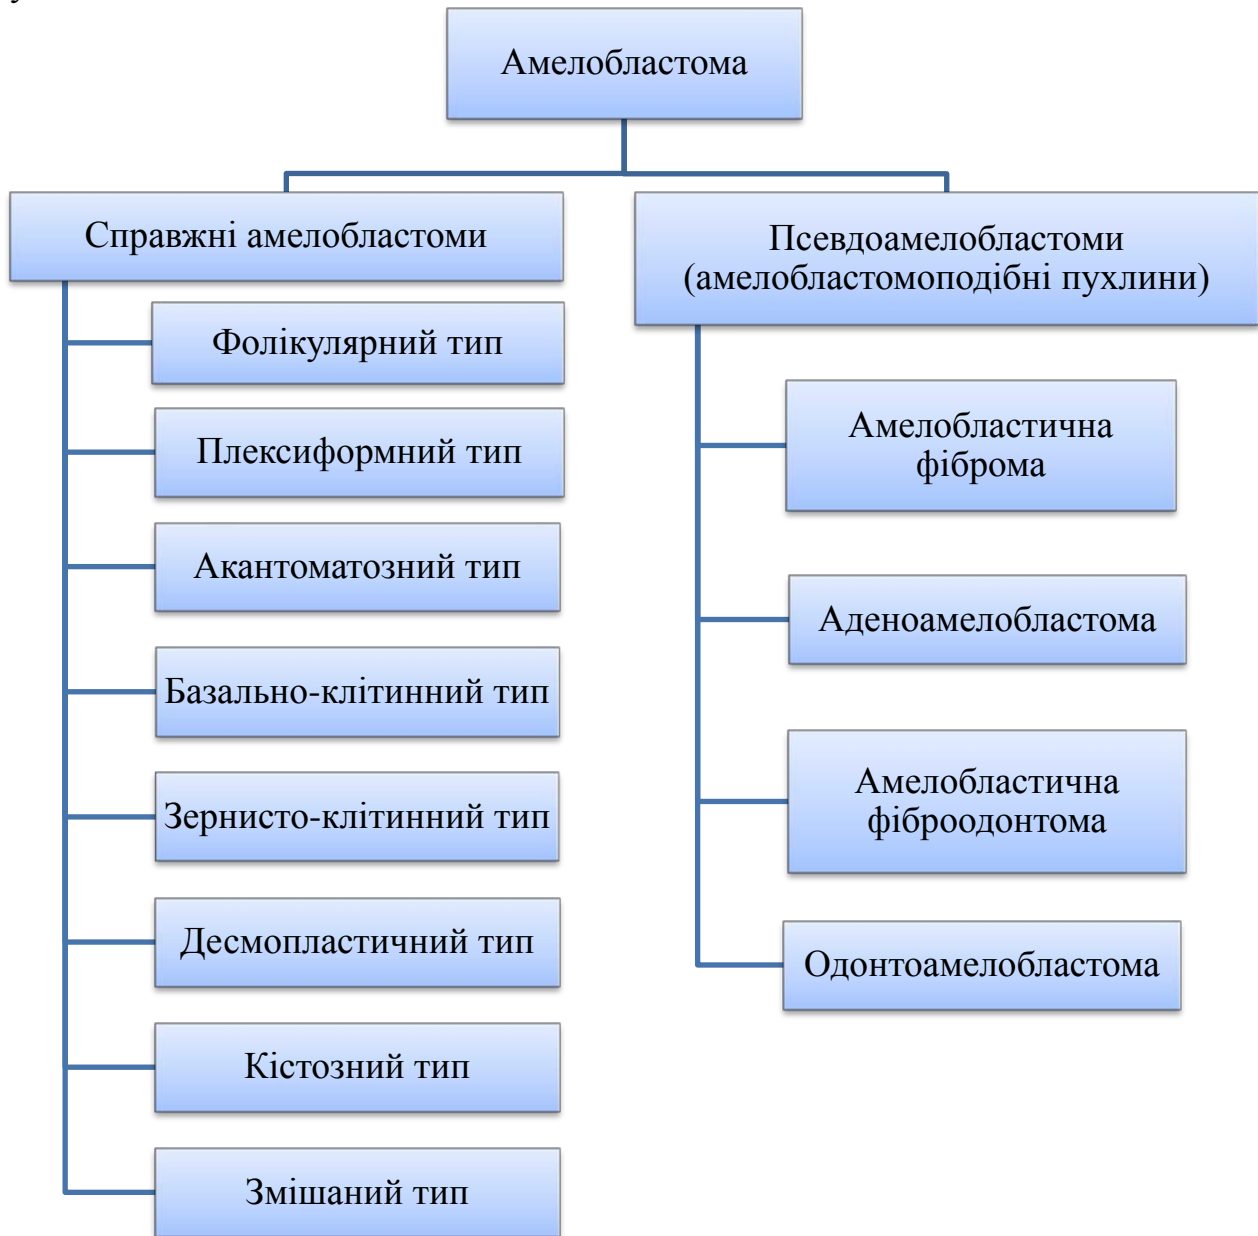 Амелобластома
Справжні амелобластоми
Фолікулярний тип
Плексиформний тип
Акантоматозний тип
Базально-клітинний тип
Зернисто-клітинний тип
Десмопластичний тип
Кістозний тип
Змішаний тип
Псевдоамелобластоми
(амелобластомоподібні пухлини)
Амелобластична
фіброма
Аденоамелобластома
Амелобластична
фіброодонтома
Одонтоамелобластома